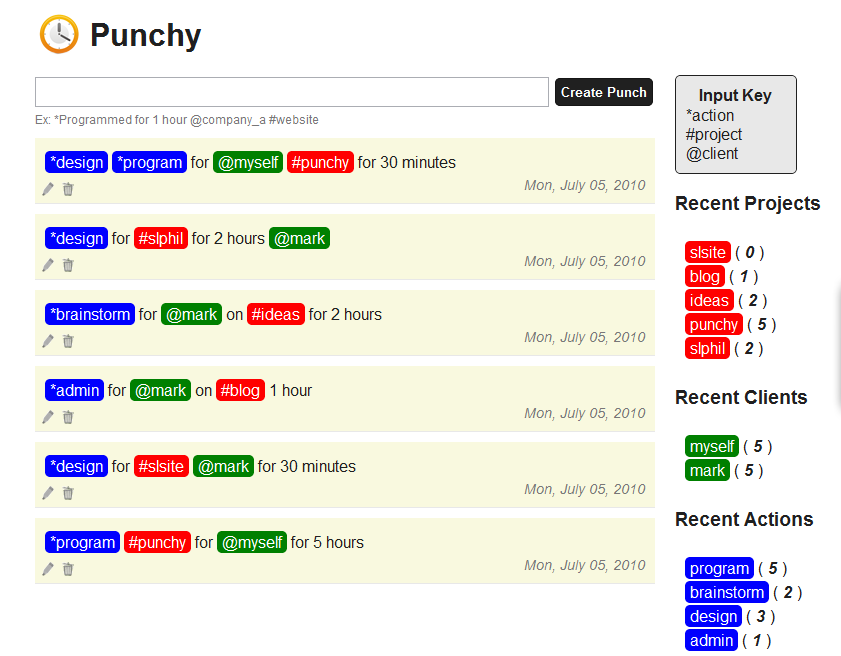 Punchy
Create Punch
Ex: *Programmed for 1 hour @company_a #website
*design *program for @myself #punchy for 30 minutes
Mon, July 05, 2010
*design for #slphil for 2 hours @mark
Mon, July 05, 2010
*brainstorm for @mark on #ideas for 2 hours
Mon, July 05, 2010
*admin for @mark on #blog 1 hour
Mon, July 05, 2010
*design for #slsite @mark for 30 minutes
Mon, July 05, 2010
*program #punchy for @myself for 5 hours
Mon, July 05, 2010
Input Key
*action
#project
@client
Recent Projects
slsite ( 0 )
blog ( 1 )
ideas ( 2 )
punchy ( 5 )
slphil ( 2 )
Recent Clients
myself ( 5 )
mark ( 5 )
Recent Actions
program ( 5 )
brainstorm ( 2 )
design ( 3 )
admin ( 1 )